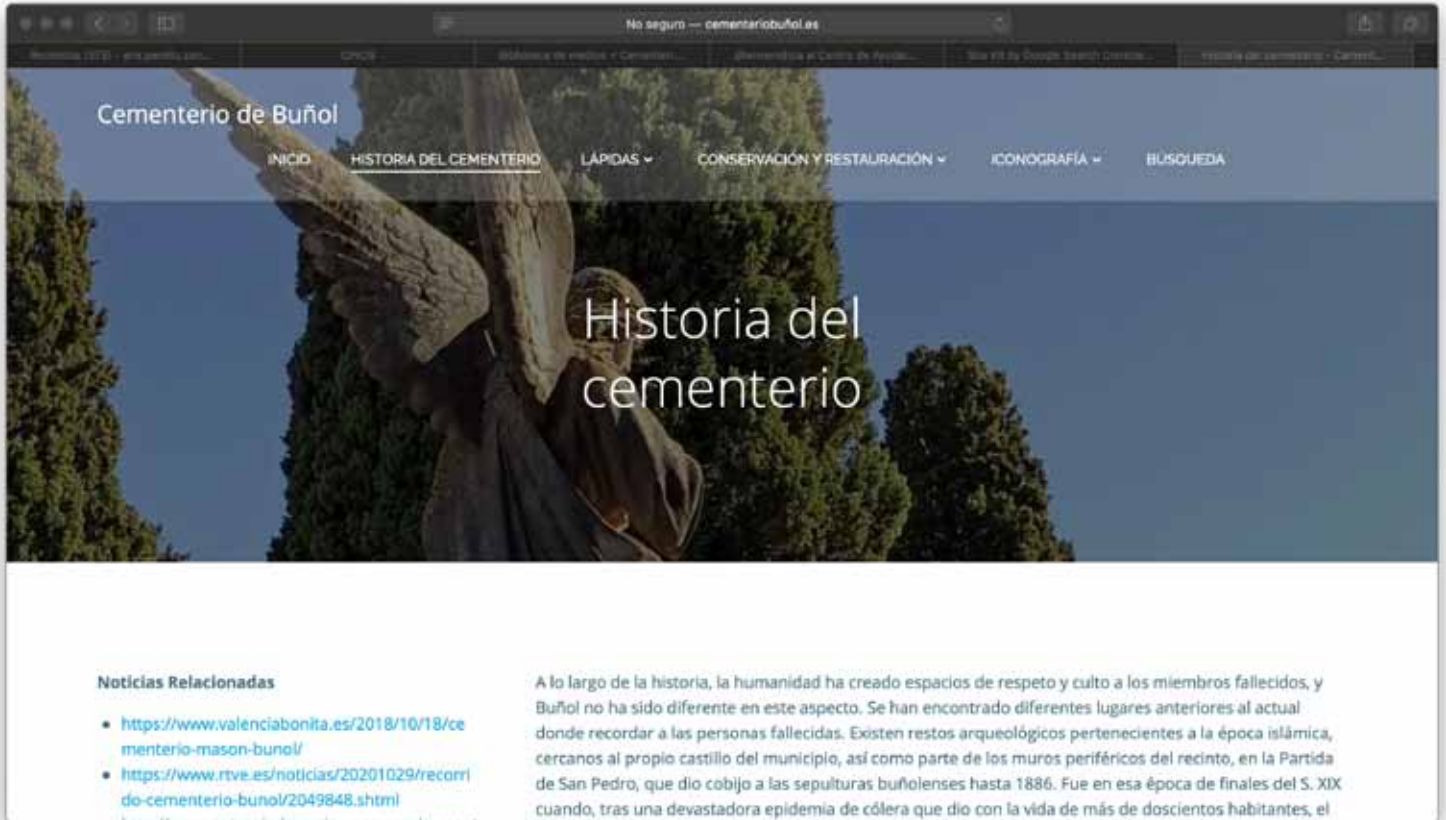 No seguro — cementeriobuñol.es
Cementerio de Buñol
INICIO HISTORIA DEL CEMENTERIO LÁPIDAS CONSERVACIÓN Y RESTAURACIÓN ICONOGRAFÍA BÚSQUEDA
Historia del
cementerio
Noticias Relacionadas
https://www.valenciabonita.es/2018/10/18/ce
menterio-mason-bunol/
https://www.rtve.es/noticias/20201029/recorri
do-cementerio-bunol/2049848.shtml
A lo largo de la historia, la humanidad ha creado espacios de respeto y culto a los miembros fallecidos, y
Buñol no ha sido diferente en este aspecto. Se han encontrado diferentes lugares anteriores al actual
donde recordar a las personas fallecidas. Existen restos arqueológicos pertenecientes a la época islámica,
cercanos al propio castillo del municipio, así como parte de los muros periféricos del recinto, en la Partida
de San Pedro, que dio cobijo a las sepulturas buñolenses hasta 1886. Fue en esa época de finales del S. XIX
cuando, tras una devastadora epidemia de cólera que dio con la vida de más de doscientos habitantes, el